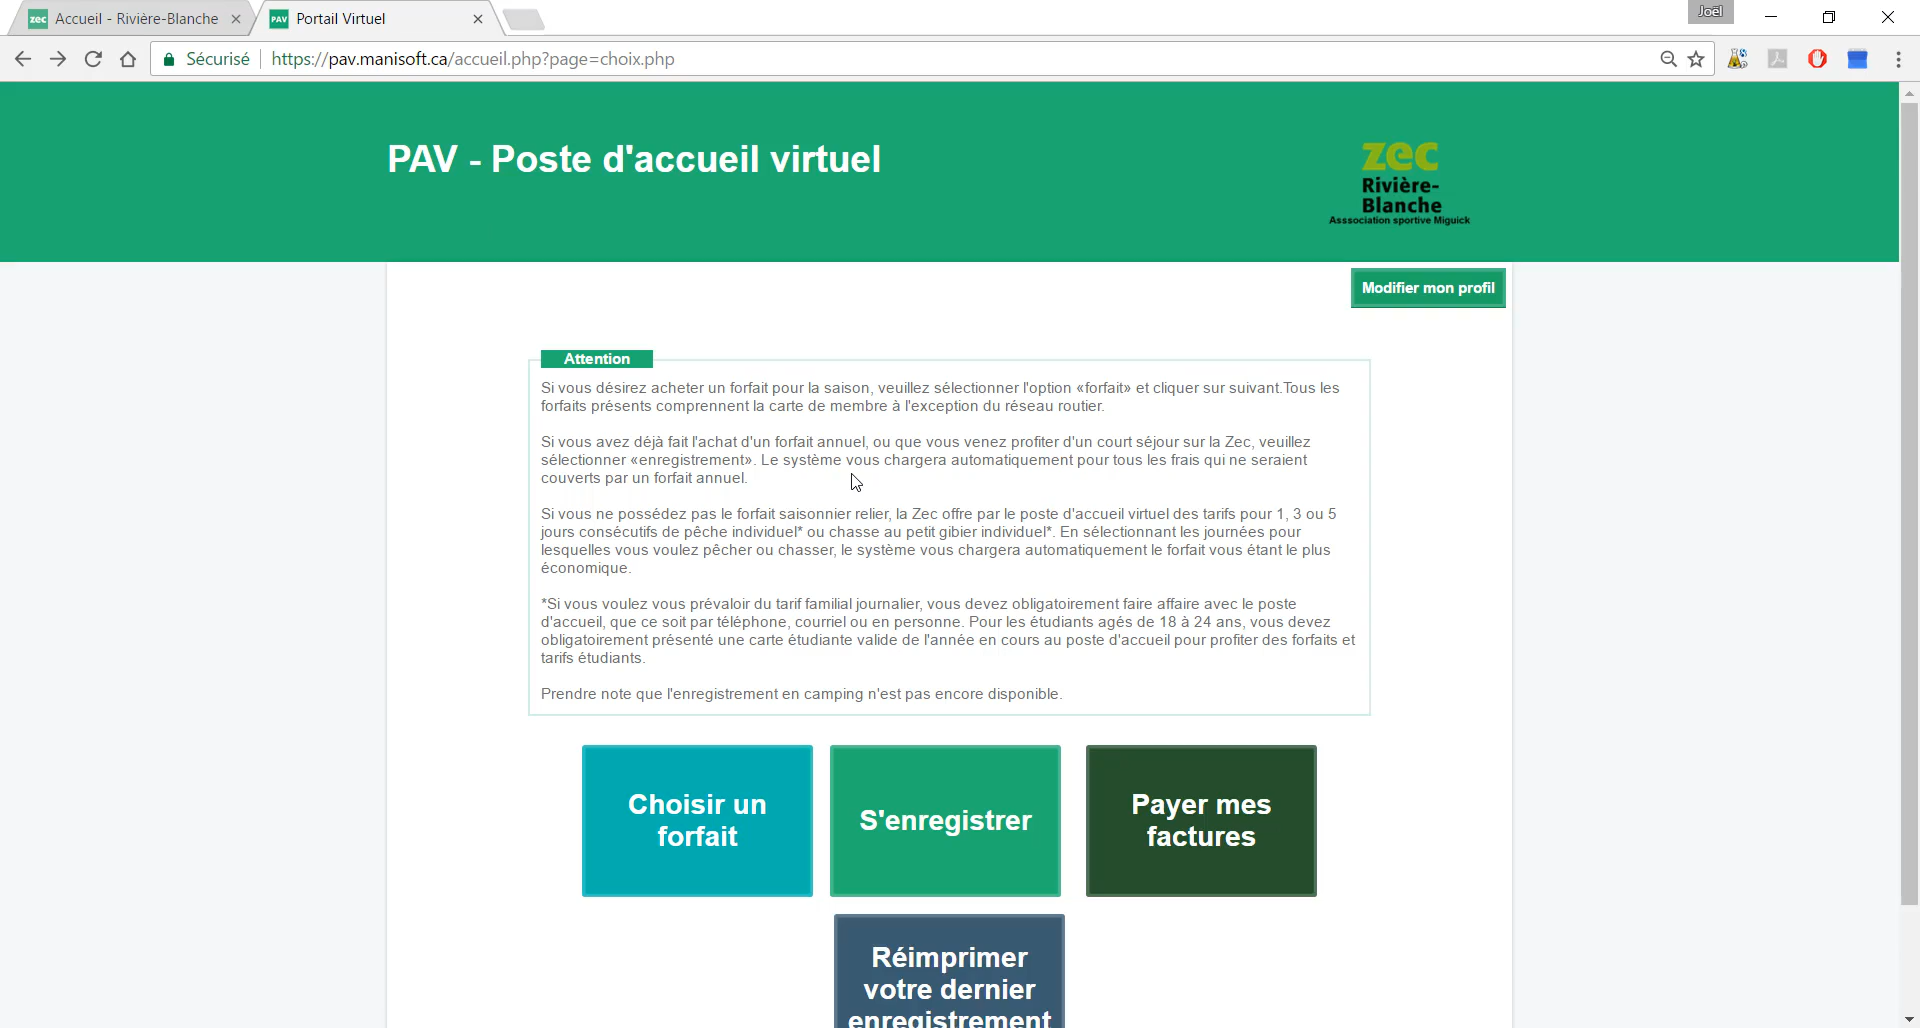 zec Accueil - Rivière-Blanche
PAV Portail Virtuel
Joël
Sécurisé https://pav.manisoft.ca/accueil.php?page=choix.php
PAV - Poste d'accueil virtuel
zec
Rivière-
Blanche
Asssociation sportive Miguick
Modifier mon profil
Attention
Si vous désirez acheter un forfait pour la saison, veuillez sélectionner l'option «forfait» et cliquer sur suivant.Tous les
forfaits présents comprennent la carte de membre à l'exception du réseau routier.
Si vous avez déjà fait l'achat d'un forfait annuel, ou que vous venez profiter d'un court séjour sur la Zec, veuillez
sélectionner «enregistrement». Le système vous chargera automatiquement pour tous les frais qui ne seraient
couverts par un forfait annuel.
Si vous ne possédez pas le forfait saisonnier relier, la Zec offre par le poste d'accueil virtuel des tarifs pour 1, 3 ou 5
jours consécutifs de pêche individuel* ou chasse au petit gibier individuel*. En sélectionnant les journées pour
lesquelles vous voulez pêcher ou chasser, le système vous chargera automatiquement le forfait vous étant le plus
économique.
*Si vous voulez vous prévaloir du tarif familial journalier, vous devez obligatoirement faire affaire avec le poste
d'accueil, que ce soit par téléphone, courriel ou en personne. Pour les étudiants agés de 18 à 24 ans, vous devez
obligatoirement présenté une carte étudiante valide de l'année en cours au poste d'accueil pour profiter des forfaits et
tarifs étudiants.
Prendre note que l'enregistrement en camping n'est pas encore disponible.
Choisir un
forfait
S'enregistrer
Payer mes
factures
Réimprimer
votre dernier
enregistrement